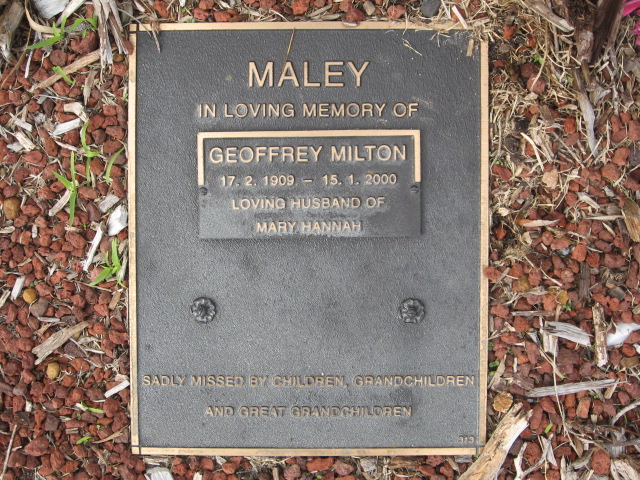 MALEY
IN LOVING MEMORY OF
GEOFFREY MILTON
17. 2. 1909 – 15. 1. 2000
LOVING HUSBAND OF
MARY HANNAH
SADLY MISSED BY CHILDREN, GRANDCHILDREN
AND GREAT GRANDCHILDREN